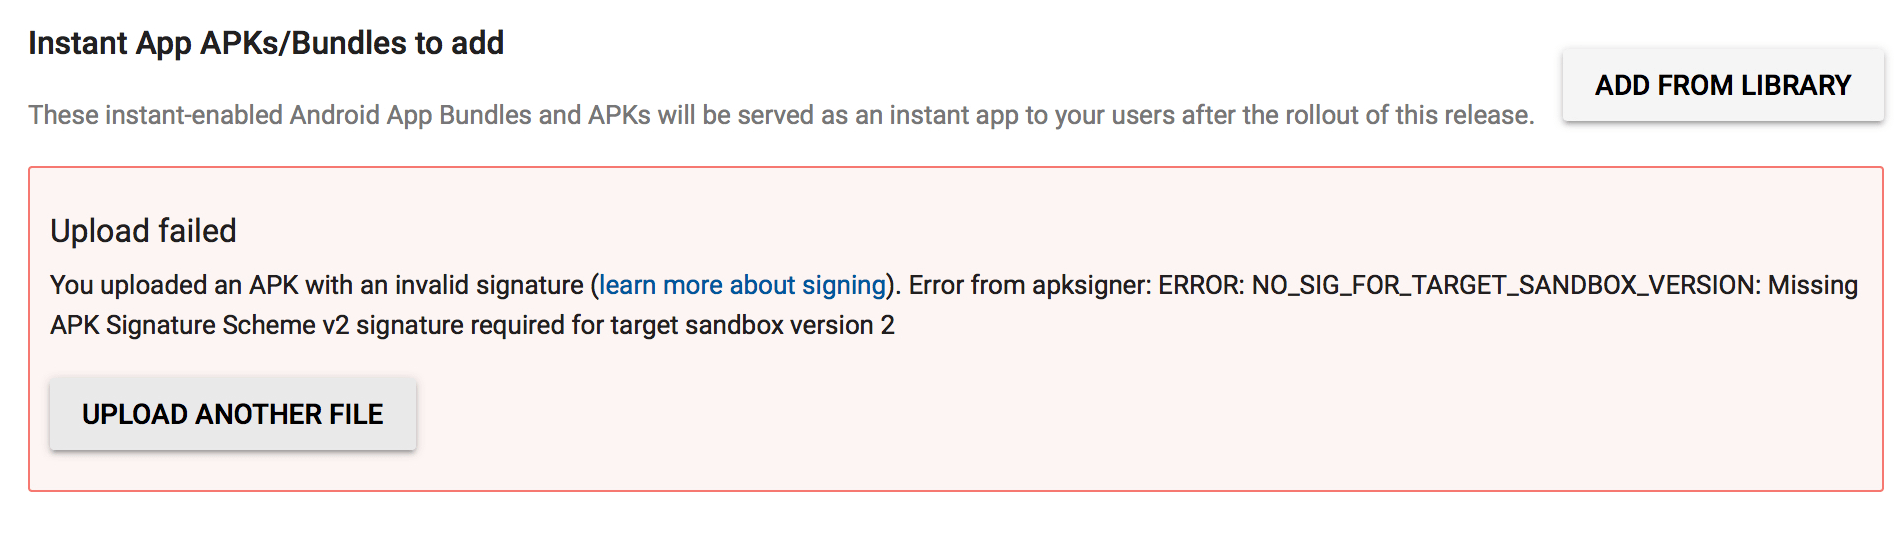 Instant App APKs/Bundles to add
ADD FROM LIBRARY
These instant-enabled Android App Bundles and APKs will be served as an instant app to your users after the rollout of this release.
Upload failed
You uploaded an APK with an invalid signature (learn more about signing). Error from apksigner: ERROR: NO_SIG_FOR_TARGET_SANDBOX_VERSION: Missing
APK Signature Scheme v2 signature required for target sandbox version 2
UPLOAD ANOTHER FILE